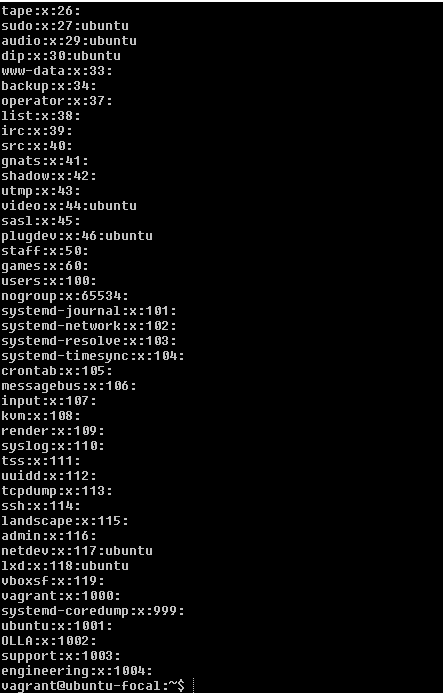 tape:x:26:
sudo:x:27:ubuntu
audio:x:29:ubuntu
dip:x:30:ubuntu
www-data:x:33:
backup:x:34:
operator:x:37:
list:x:38:
irc:x:39:
src:x:40:
gnats:x:41:
shadow:x:42:
utmp:x:43:
video:x:44:ubuntu
sasl:x:45:
plugdev:x:46:ubuntu
staff:x:50:
games:x:60:
users:x:100:
nogroup:x:65534:
systemd-journal:x:101:
systemd-network:x:102:
systemd-resolve:x:103:
systemd-timesync:x:104:
crontab:x:105:
messagebus:x:106:
input:x:107:
kvm:x:108:
render:x:109:
syslog:x:110:
tss:x:111:
uuidd:x:112:
tcpdump:x:113:
ssh:x:114:
landscape:x:115:
admin:x:116:
netdev:x:117:ubuntu
lxd:x:118:ubuntu
vboxsf:x:119:
vagrant:x:1000:
systemd-coredump:x:999:
ubuntu:x:1001:
OLLA:x:1002:
support:x:1003:
engineering:x:1004:
vagrant@ubuntu-focal:~$